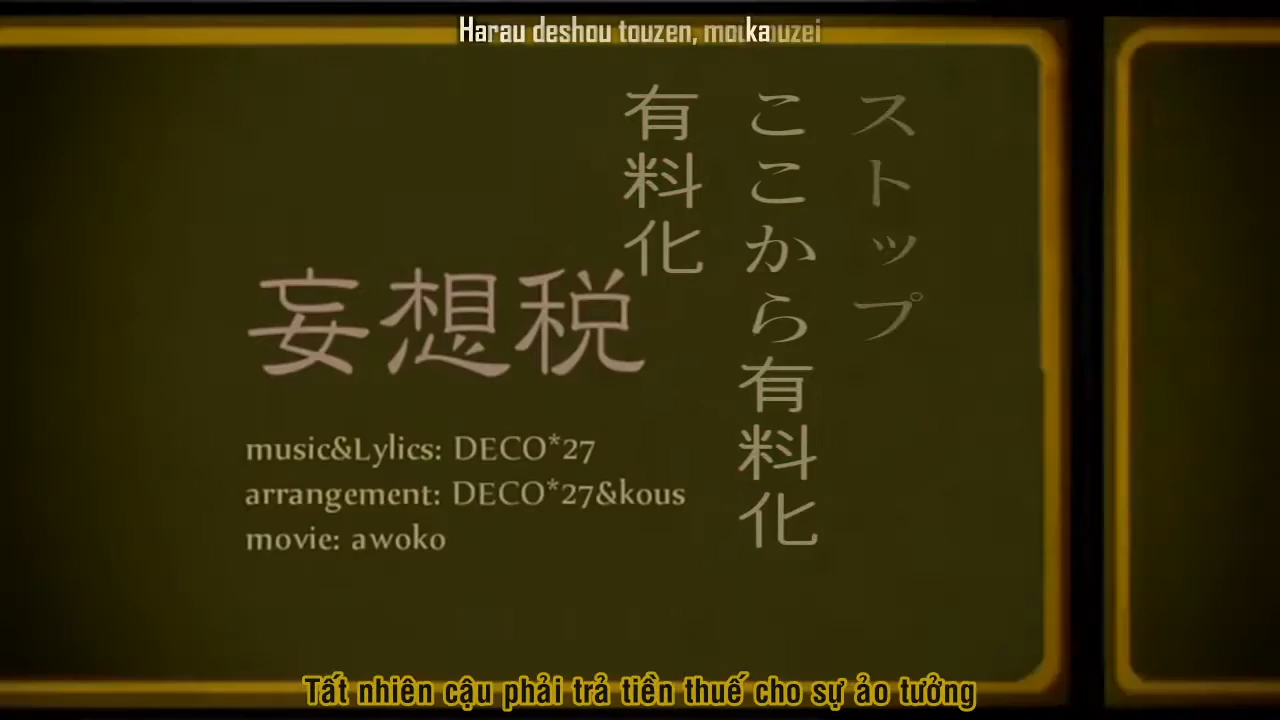 Harau deshou touzen,
ストップ
ここから有料化
有料化
妄想税
music&Lylics: DECO*27
arrangement: DECO*27&kous
movie: awoko
Tất nhiên cậu phải trả tiền thuế cho sự ảo tưởng